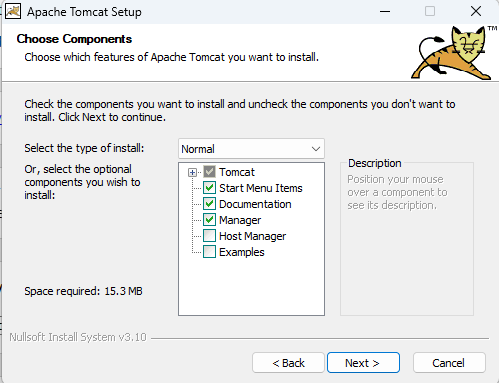 Apache Tomcat Setup
Choose Components
Choose which features of Apache Tomcat you want to install.
TM
Check the components you want to install and uncheck the components you don't want to
install. Click Next to continue.
Select the type of install:
Normal
Or, select the optional
components you wish to
install:
Tomcat
Start Menu Items
Documentation
Manager
Host Manager
Examples
Description
Position your mouse
over a component to
see its description.
Space required: 15.3 MB
Nullsoft Install System v3.10
< Back
Next >
Cancel